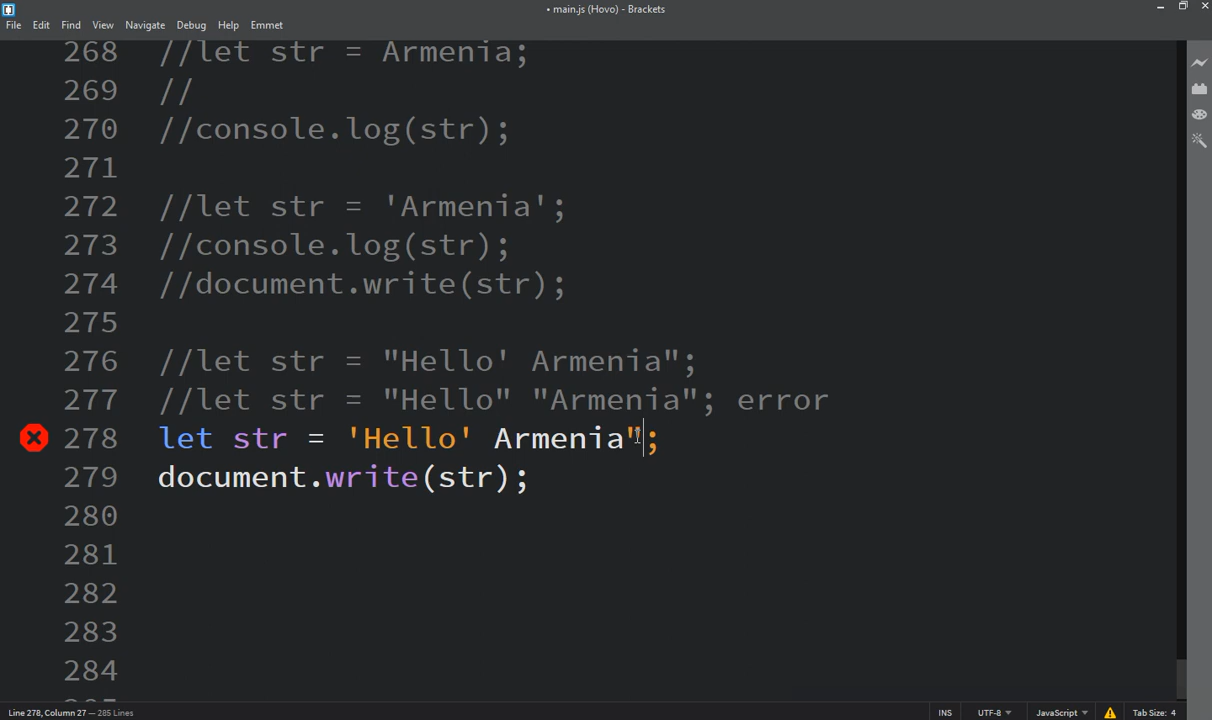 • main.js (Hovo) - Brackets
File Edit Find View Navigate Debug Help Emmet
268 //let str = Armenia;
269 //
270 //console.log(str);
271
272 //let str = 'Armenia';
273 //console.log(str);
274 //document.write(str);
275
276 //let str = "Hello' Armenia";
277 //let str = "Hello" "Armenia"; error
278 let str = 'Hello' Armenia";
279 document.write(str);
280
281
282
283
284
Line 278, Column 27 — 285 Lines INS UTF-8 JavaScript Tab Size: 4